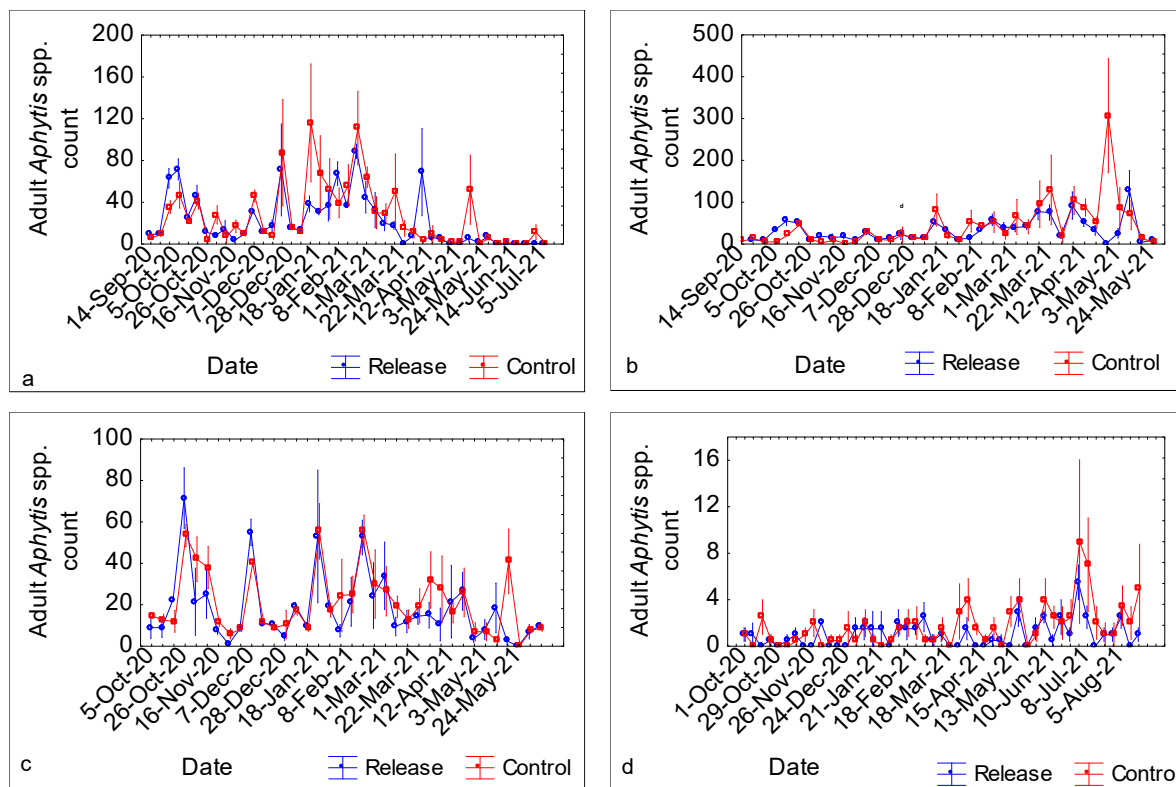 200
160
120
80
40
0
Adult Aphytis spp.
count
14-Sep-20
5-Oct-20
26-Oct-20
16-Nov-20
7-Dec-20
28-Dec-20
18-Jan-21
8-Feb-21
1-Mar-21
22-Mar-21
12-Apr-21
3-May-21
24-May-21
14-Jun-21
5-Jul-21
Date
Release
Control
a
500
400
300
200
100
0
Adult Aphytis spp.
count
d
14-Sep-20
5-Oct-20
26-Oct-20
16-Nov-20
7-Dec-20
28-Dec-20
18-Jan-21
8-Feb-21
1-Mar-21
22-Mar-21
12-Apr-21
3-May-21
24-May-21
Date
Release
Control
b
100
80
60
40
20
0
Adult Aphytis spp.
count
5-Oct-20
26-Oct-20
16-Nov-20
7-Dec-20
28-Dec-20
18-Jan-21
8-Feb-21
1-Mar-21
22-Mar-21
12-Apr-21
3-May-21
24-May-21
Date
Release
Control
c
16
12
8
4
0
Adult Aphytis spp.
count
1-Oct-20
29-Oct-20
26-Nov-20
24-Dec-20
21-Jan-21
18-Feb-21
18-Mar-21
15-Apr-21
13-May-21
10-Jun-21
8-Jul-21
5-Aug-21
Date
Release
Control
d